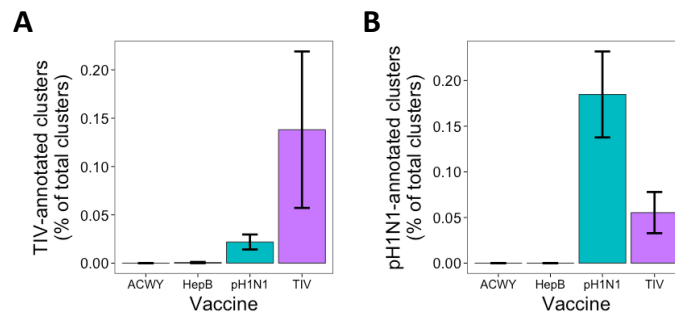 A
TIV-annotated clusters
(% of total clusters)
0.20
0.15
0.10
0.05
0.00
ACWY HepB pH1N1 TIV
Vaccine
B
pH1N1-annotated clusters
(% of total clusters)
0.20
0.15
0.10
0.05
0.00
ACWY HepB pH1N1 TIV
Vaccine